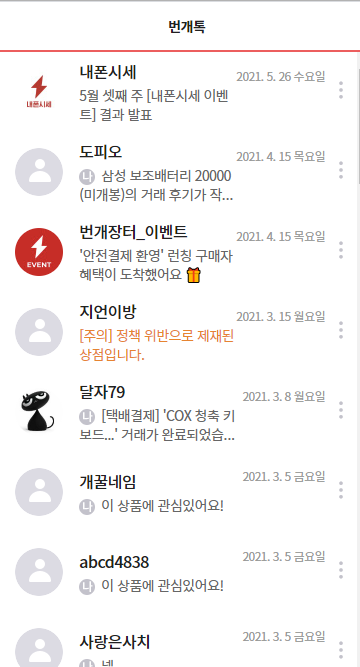 번개톡
내폰시세
2021. 5. 26 수요일
5월 셋째 주 [내폰시세 이벤
트] 결과 발표
내폰시세
도피오
2021. 4. 15 목요일
나 삼성 보조배터리 20000
(미개봉)의 거래 후기가 작...
번개장터_이벤트
2021. 4. 15 목요일
'안전결제 환영' 런칭 구매자
혜택이 도착했어요
EVENT
지언이방
2021. 3. 15 월요일
[주의] 정책 위반으로 제재된
상점입니다.
달자79
2021. 3. 8 월요일
나 [택배결제] 'COX 청축 키
보드...' 거래가 완료되었습...
개꿀네임
2021. 3. 5 금요일
나 이 상품에 관심있어요!
abcd4838
2021. 3. 5 금요일
나 이 상품에 관심있어요!
사랑은사치
2021. 3. 5 금요일
나 네